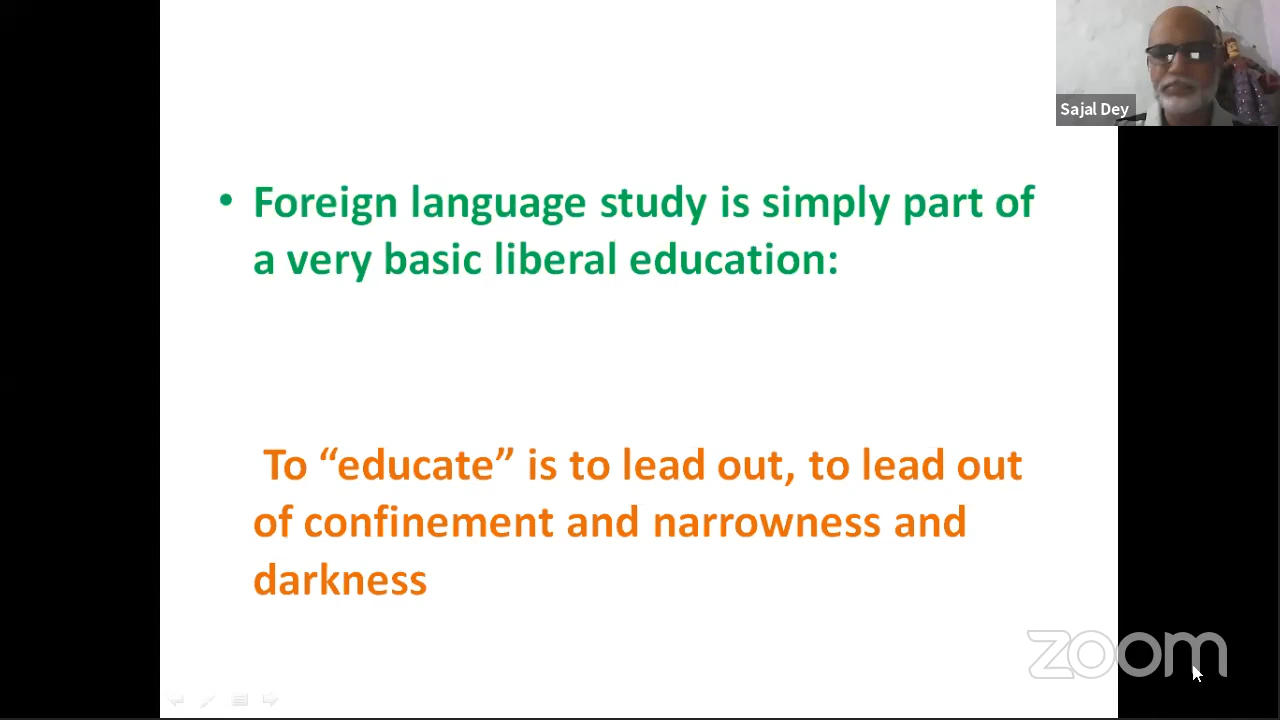 Sajal Dey
• Foreign language study is simply part of
a very basic liberal education:
To “educate” is to lead out, to lead out
of confinement and narrowness and
darkness
zoom